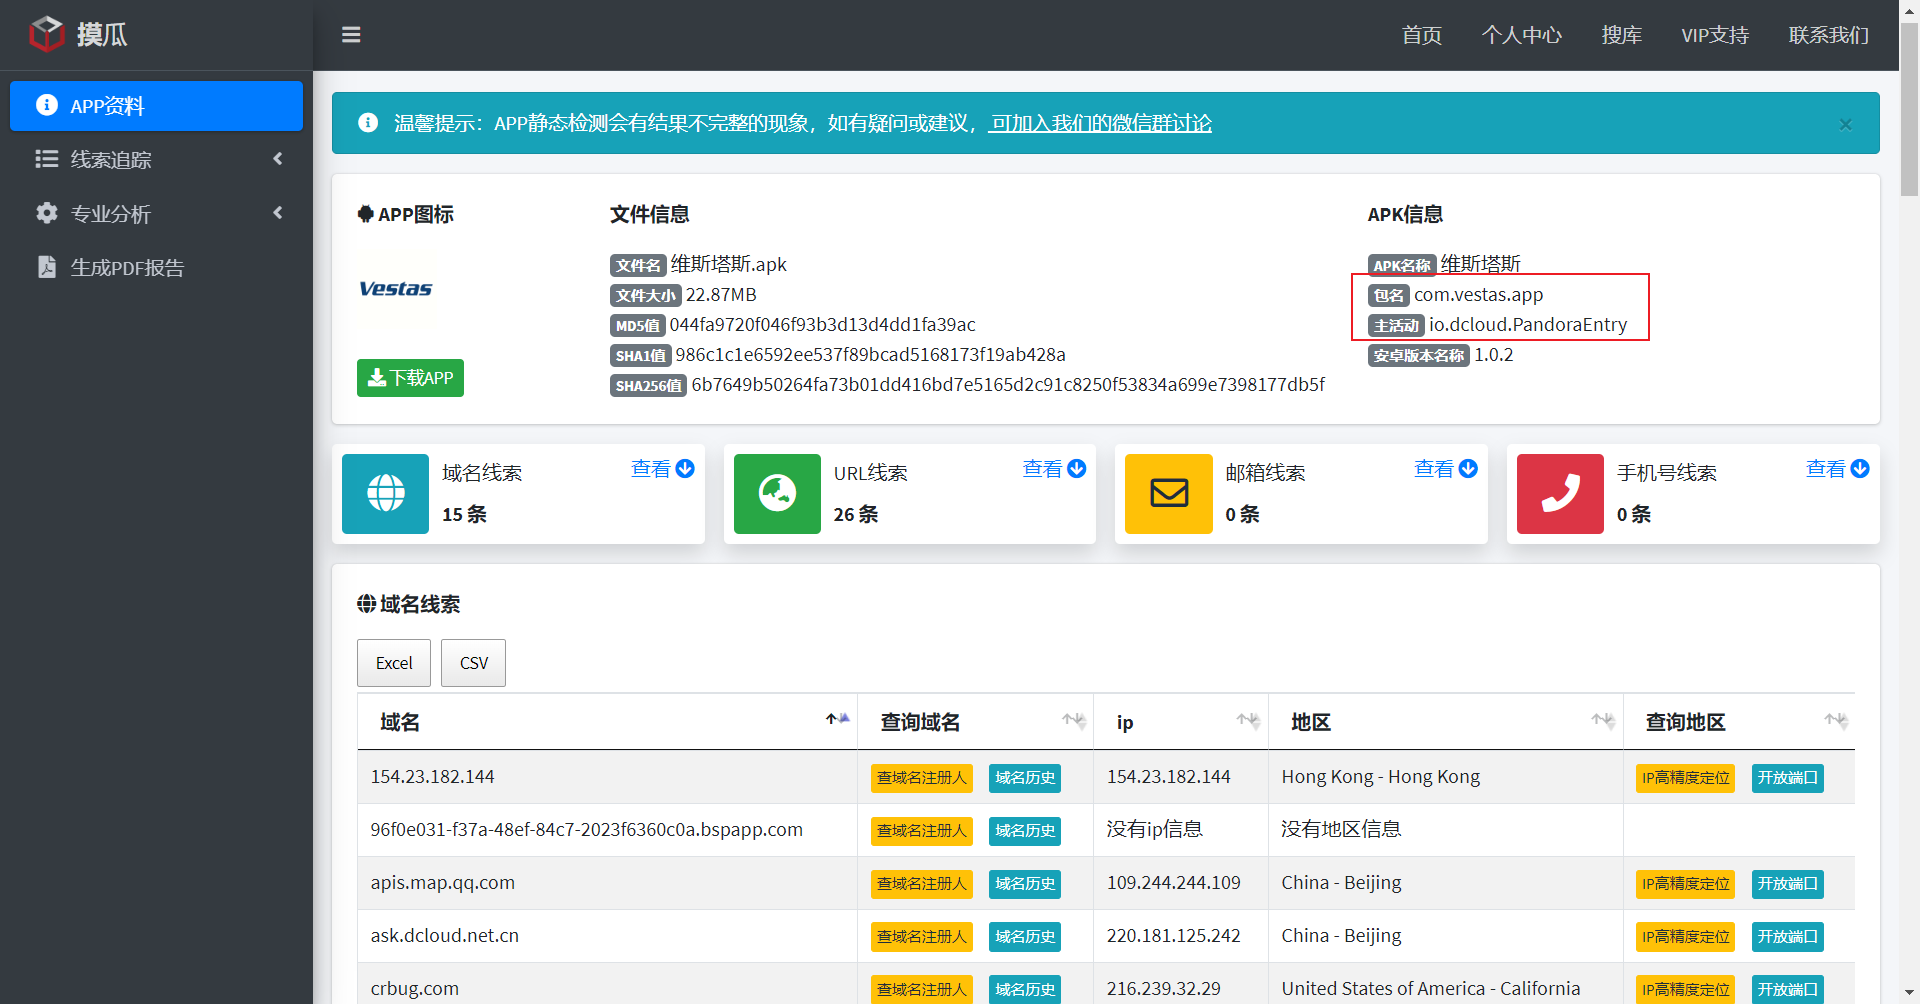 摸瓜
首页 个人中心 搜库 VIP支持 联系我们
APP资料
线索追踪
专业分析
生成PDF报告
温馨提示：APP静态检测会有结果不完整的现象，如有疑问或建议， 可加入我们的微信群讨论 ×
APP图标
Vestas
下载APP
文件信息
文件名 维斯塔斯.apk
文件大小 22.87MB
MD5值 044fa9720f046f93b3d13d4dd1fa39ac
SHA1值 986c1c1e6592ee537f89bcad5168173f19ab428a
SHA256值 6b7649b50264fa73b01dd416bd7e5165d2c91c8250f53834a699e7398177db5f
APK信息
APK名称 维斯塔斯
包名 com.vestas.app
主活动 io.dcloud.PandoraEntry
安卓版本名称 1.0.2
域名线索 查看
15 条
URL线索 查看
26 条
邮箱线索 查看
0 条
手机号线索 查看
0 条
域名线索
Excel CSV
域名 查询域名 ip 地区 查询地区
154.23.182.144 查域名注册人 域名历史 154.23.182.144 Hong Kong - Hong Kong IP高精度定位 开放端口
96f0e031-f37a-48ef-84c7-2023f6360c0a.bspapp.com 查域名注册人 域名历史 没有ip信息 没有地区信息
apis.map.qq.com 查域名注册人 域名历史 109.244.244.109 China - Beijing IP高精度定位 开放端口
ask.dcloud.net.cn 查域名注册人 域名历史 220.181.125.242 China - Beijing IP高精度定位 开放端口
crbug.com 查域名注册人 域名历史 216.239.32.29 United States of America - California IP高精度定位 开放端口